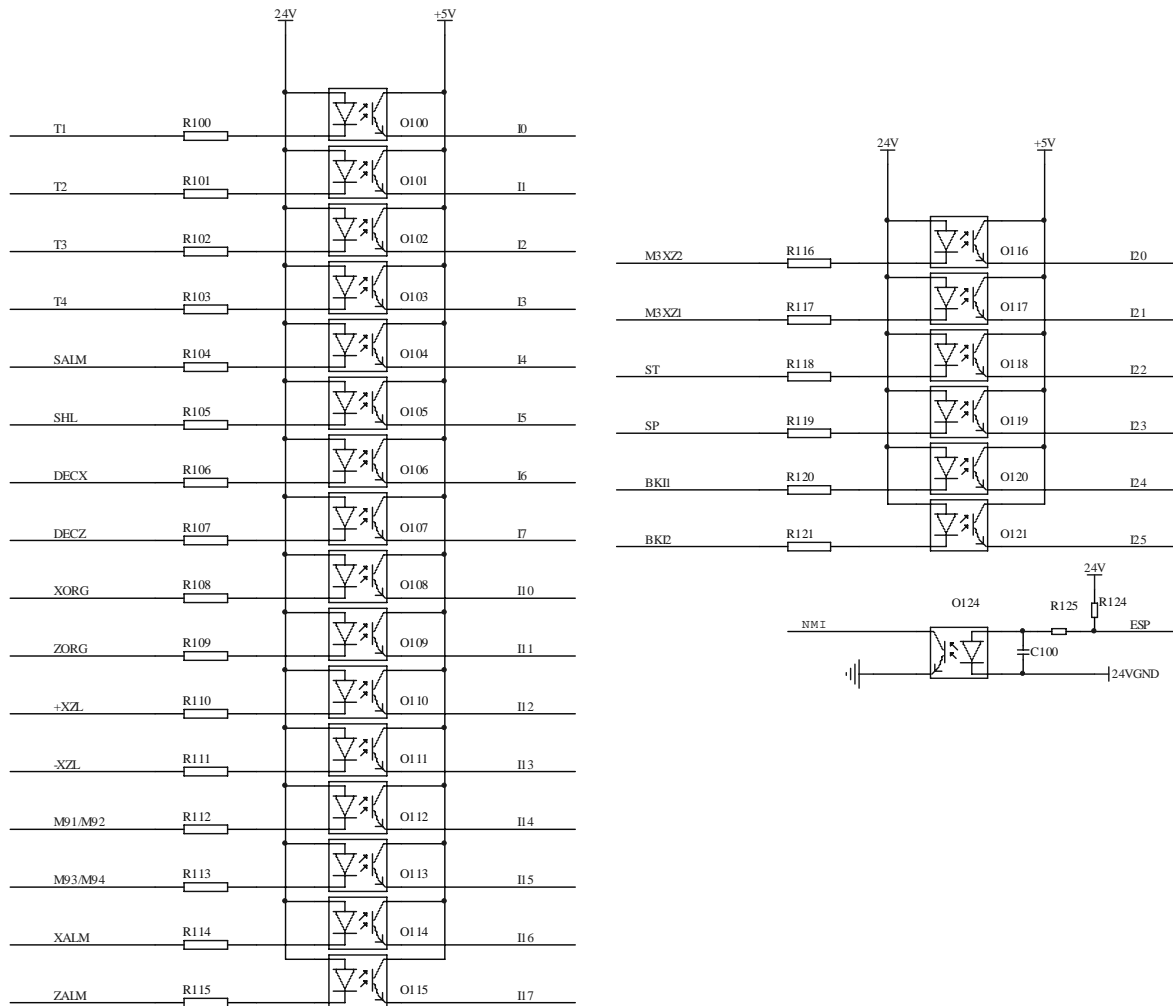 24V +5V
T1 R100 O100 I0
T2 R101 O101 I1
T3 R102 O102 I2
T4 R103 O103 I3
SALM R104 O104 I4
SHL R105 O105 I5
DECX R106 O106 I6
DECZ R107 O107 I7
XORG R108 O108 I10
ZORG R109 O109 I11
+XZL R110 O110 I12
-XZL R111 O111 I13
M91/M92 R112 O112 I14
M93/M94 R113 O113 I15
XALM R114 O114 I16
ZALM R115 O115 I17
24V +5V
M3XZ2 R116 O116 I20
M3XZ1 R117 O117 I21
ST R118 O118 I22
SP R119 O119 I23
BKI1 R120 O120 I24
BKI2 R121 O121 I25
24V
O124 R125 R124
NMI ESP
C100
24VGND